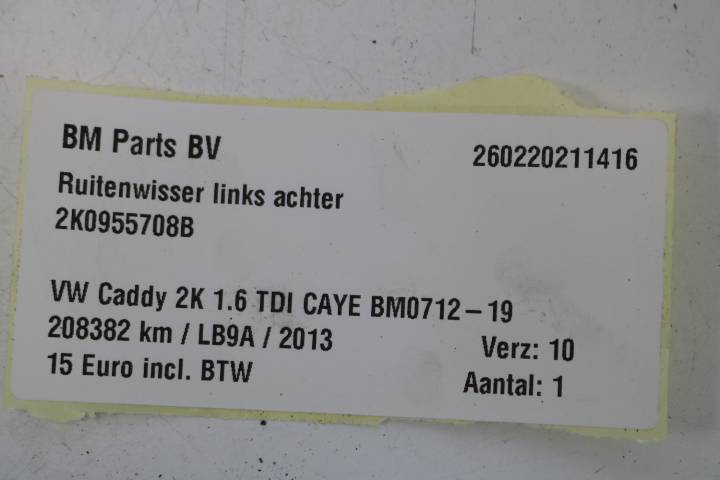 BM Parts BV
260220211416
Ruitenwisser links achter
2K0955708B
VW Caddy 2K 1.6 TDI CAYE BM0712-19
208382 km / LB9A / 2013
Verz: 10
15 Euro incl. BTW
Aantal: 1